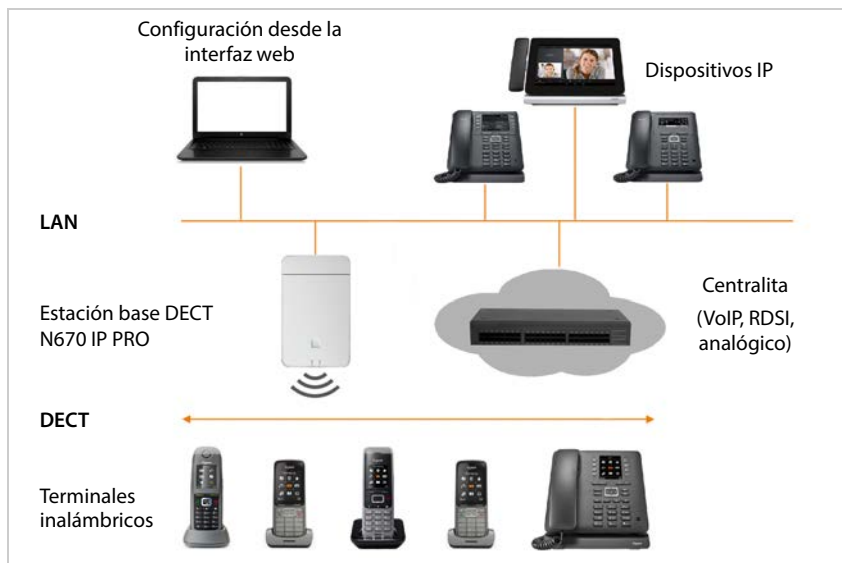 Configuración desde la
interfaz web
Dispositivos IP
LAN
Estación base DECT
N670 IP PRO
Centralita
(VoIP, RDSI,
analógico)
DECT
Terminales
inalámbricos